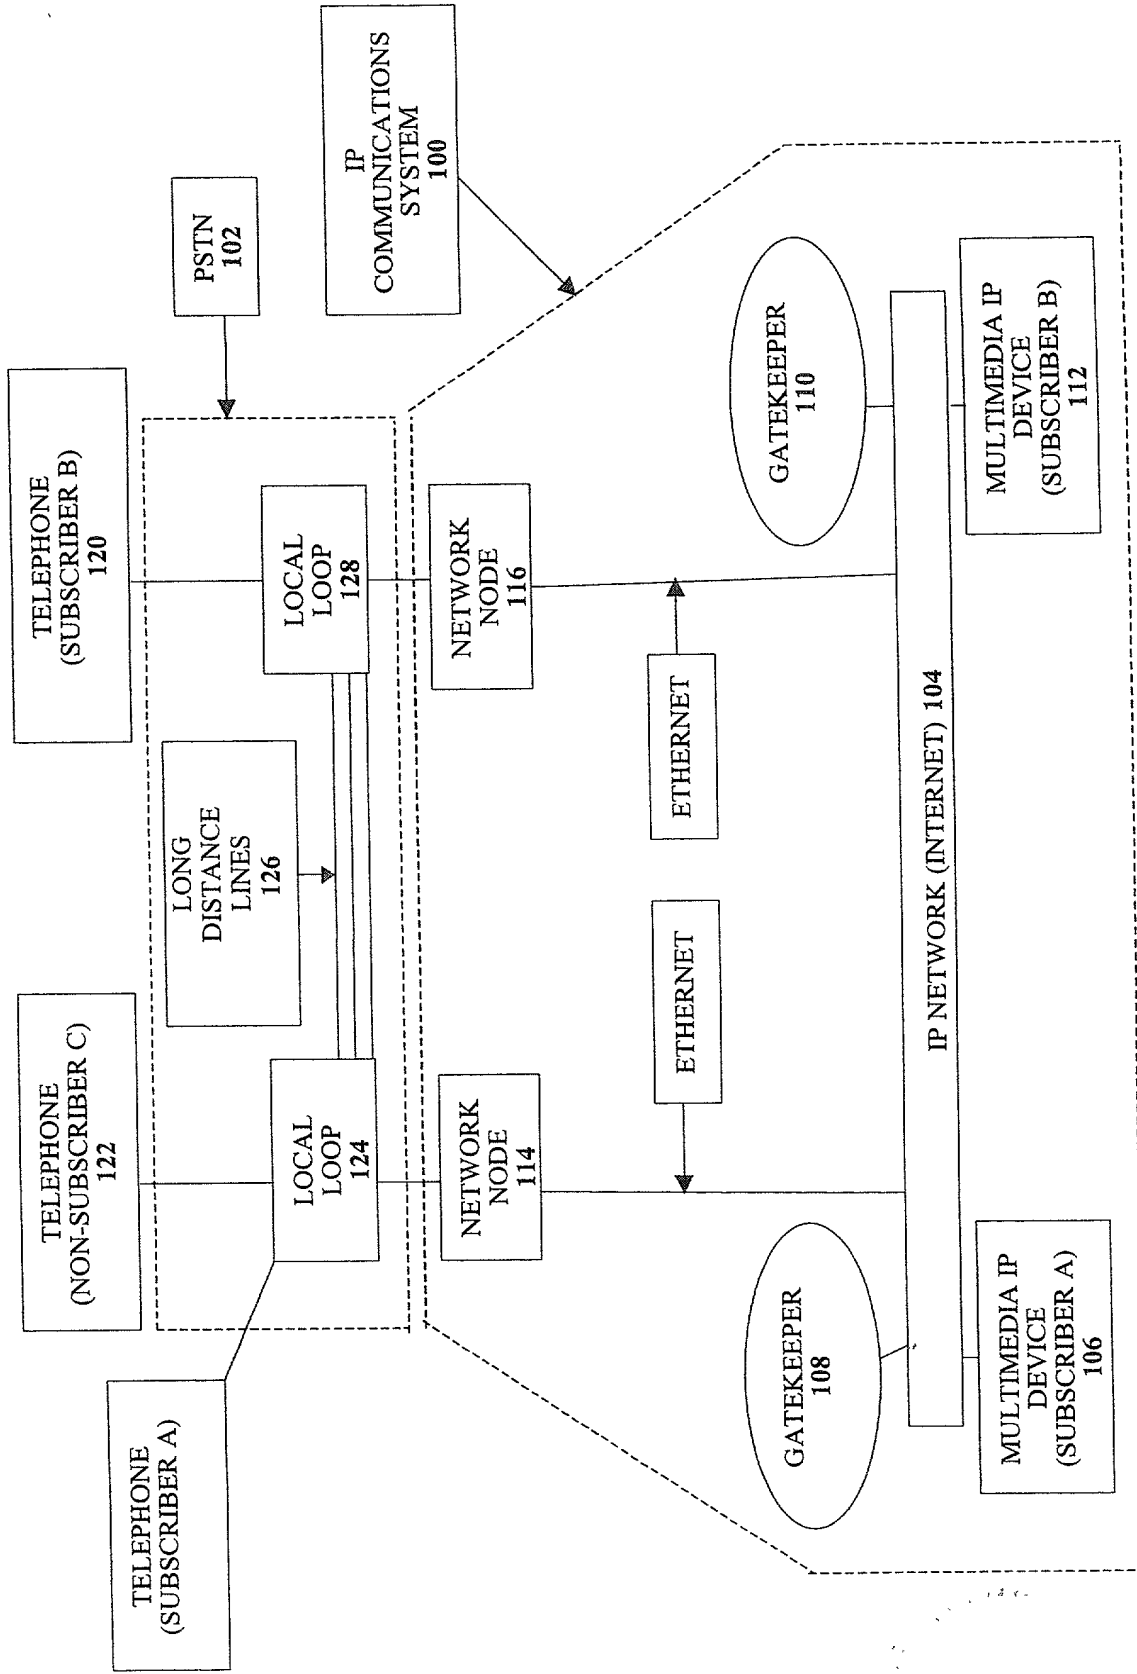 TELEPHONE
(SUBSCRIBER A)
TELEPHONE
(NON-SUBSCRIBER C)
122
TELEPHONE
(SUBSCRIBER B)
120
PSTN
102
LONG
DISTANCE
LINES
126
LOCAL
LOOP
124
LOCAL
LOOP
128
IP
COMMUNICATIONS
SYSTEM
100
NETWORK
NODE
114
NETWORK
NODE
116
ETHERNET
ETHERNET
GATEKEEPER
108
GATEKEEPER
110
IP NETWORK (INTERNET) 104
MULTIMEDIA IP
DEVICE
(SUBSCRIBER A)
106
MULTIMEDIA IP
DEVICE
(SUBSCRIBER B)
112